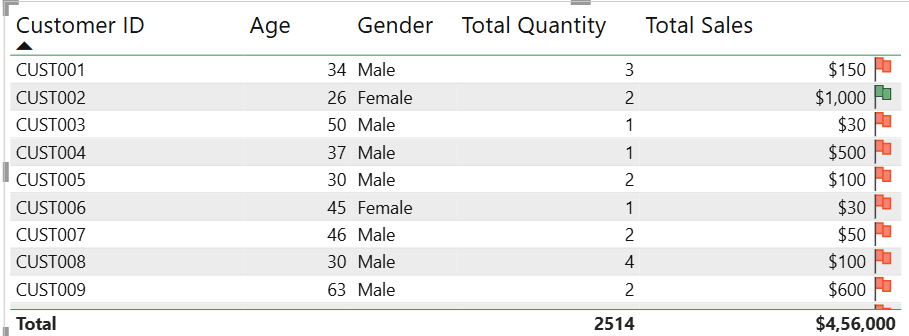 Customer ID Age Gender Total Quantity Total Sales
CUST001 34 Male 3 $150
CUST002 26 Female 2 $1,000
CUST003 50 Male 1 $30
CUST004 37 Male 1 $500
CUST005 30 Male 2 $100
CUST006 45 Female 1 $30
CUST007 46 Male 2 $50
CUST008 30 Male 4 $100
CUST009 63 Male 2 $600
Total 2514 $4,56,000